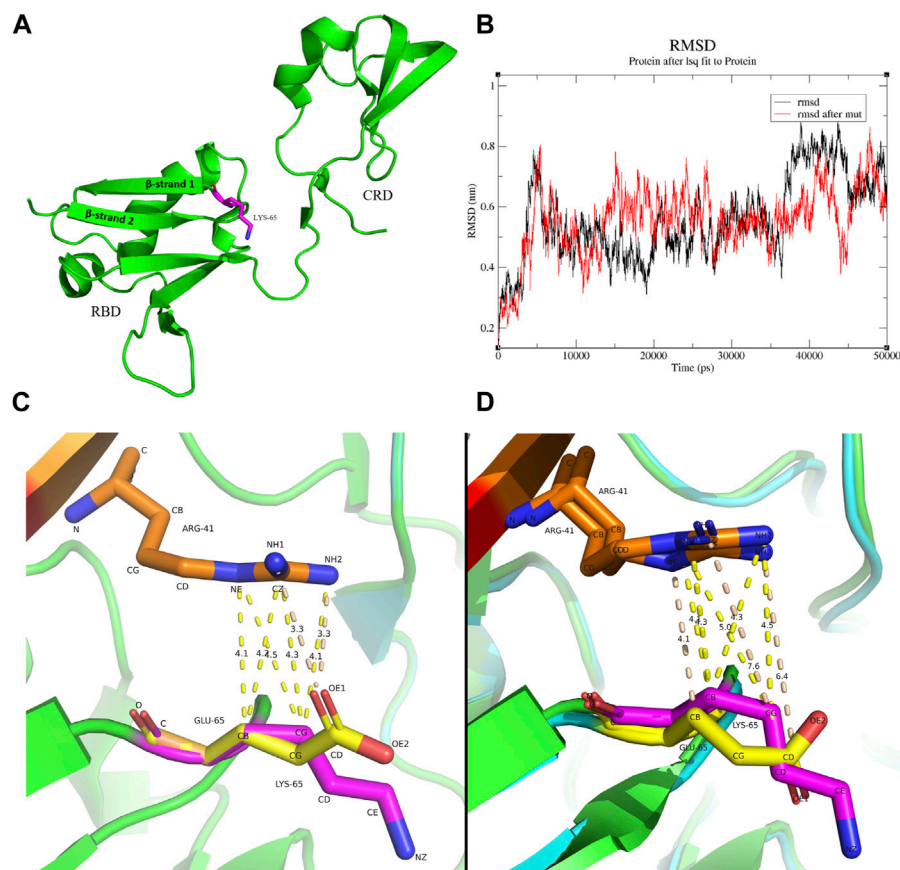 A
β-strand 1
β-strand 2
LYS-65
CRD
RBD
B
RMSD
Protein after lsq fit to Protein
rmsd
rmsd after mut
1
0.8
0.6
0.4
0.2
RMSD (nm)
0
10000
20000
30000
40000
50000
Time (ps)
C
C
N
CB
ARG-41
CG
CD
NH1
NH2
NE
CZ
3.3
3.3
4.1
4.5
4.3
4.1
O
C
GLU-65
CB
CG
OE1
OE2
CG
CD
LYS-65
CD
CE
NZ
D
C
C
ARG-41
N
N
ARG-41
CB
CB
CG
4.3
4.3
4.5
4.1
5.0
7.6
6.4
CB
LYS-65
CG
OE2
GLU-65
CG
CD
CD
CE
NZ